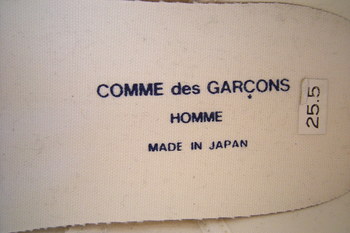 COMME des GARÇONS
HOMME
MADE IN JAPAN
25.5